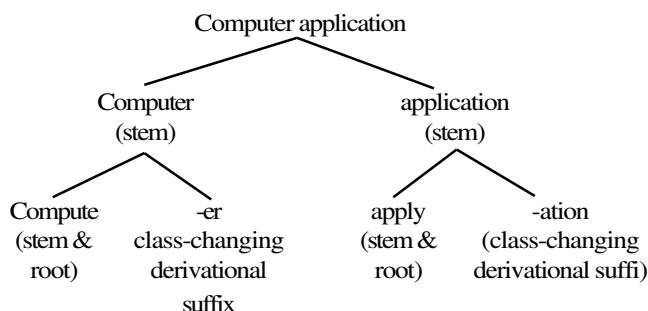 Computer application
Computer application
(stem) (stem)
Compute -er apply -ation
(stem & class-changing (stem & (class-changing
root) derivational root) derivational suffi)
suffix